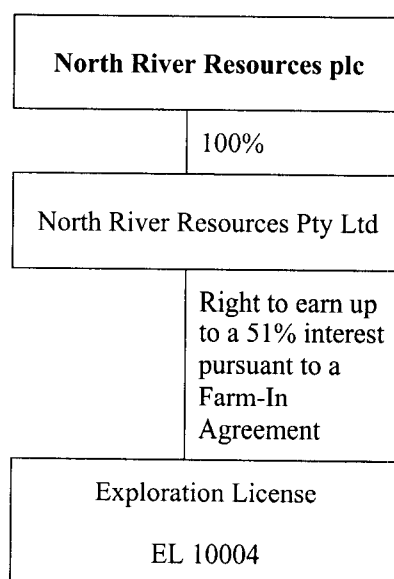 North River Resources plc
100%
North River Resources Pty Ltd
Right to earn up
to a 51% interest
pursuant to a
Farm-In
Agreement
Exploration License
EL 10004